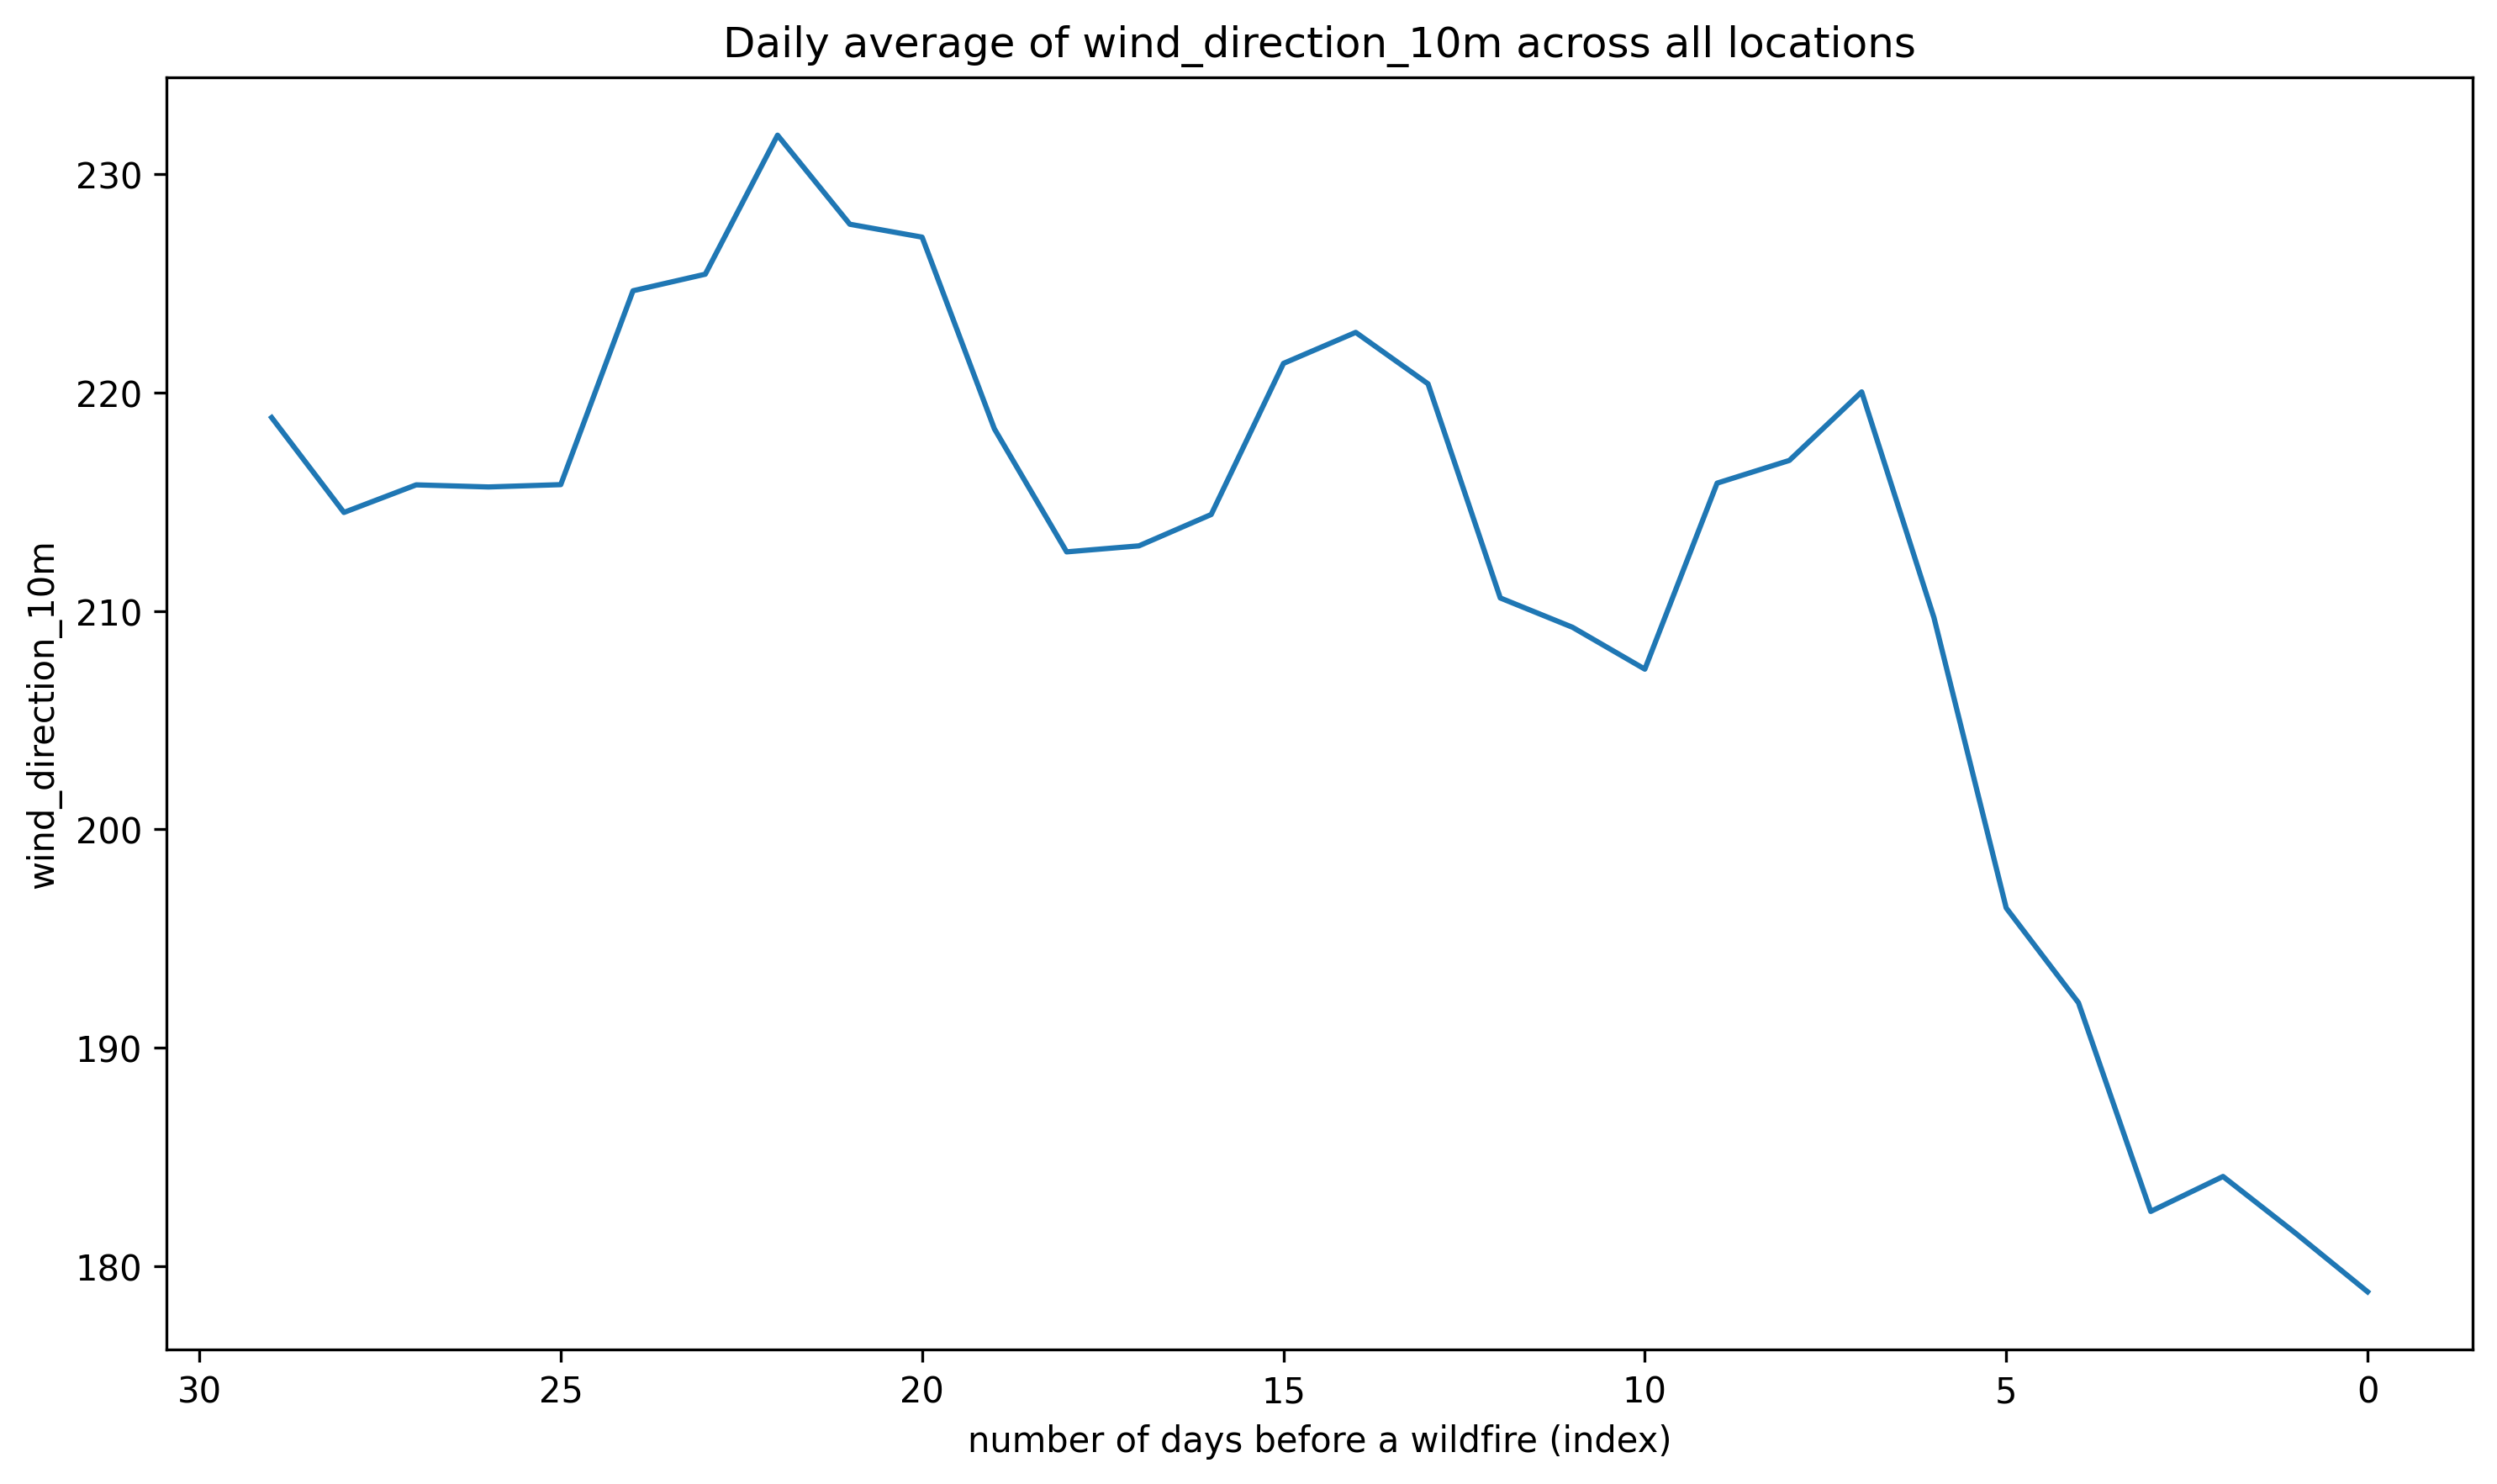 Daily average of wind_direction_10m across all locations
wind_direction_10m
230
220
210
200
190
180
30 25 20 15 10 5 0
number of days before a wildfire (index)